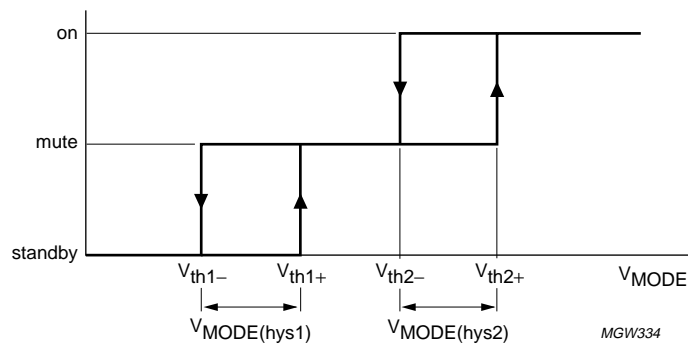 on
mute
standby
Vth1− Vth1+ Vth2− Vth2+ VMODE
VMODE(hys1) VMODE(hys2) MGW334